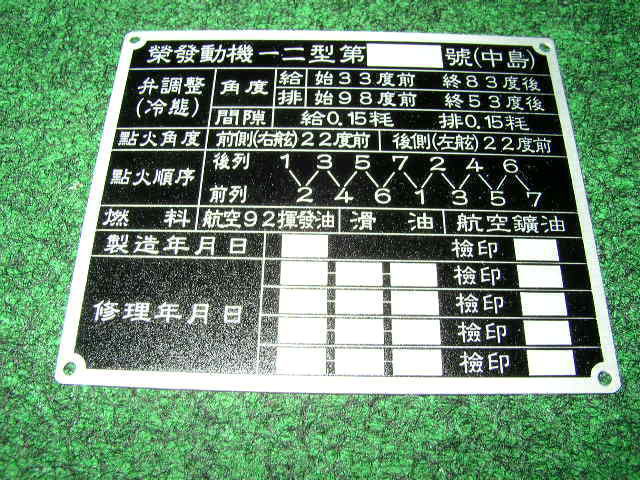 榮發動機一二型第 號(中島)
弁調整(冷態) 角度 給 始33度前 終83度後
排 始98度前 終53度後
間隙 給0.15粍 排0.15粍
點火角度 前側(右舷)22度前 後側(左舷)22度前
點火順序 後列 1 3 5 7 2 4 6
前列 2 4 6 1 3 5 7
燃料 航空92揮發油 滑油 航空鑛油
製造年月日 檢印
修理年月日 檢印
檢印
檢印
檢印